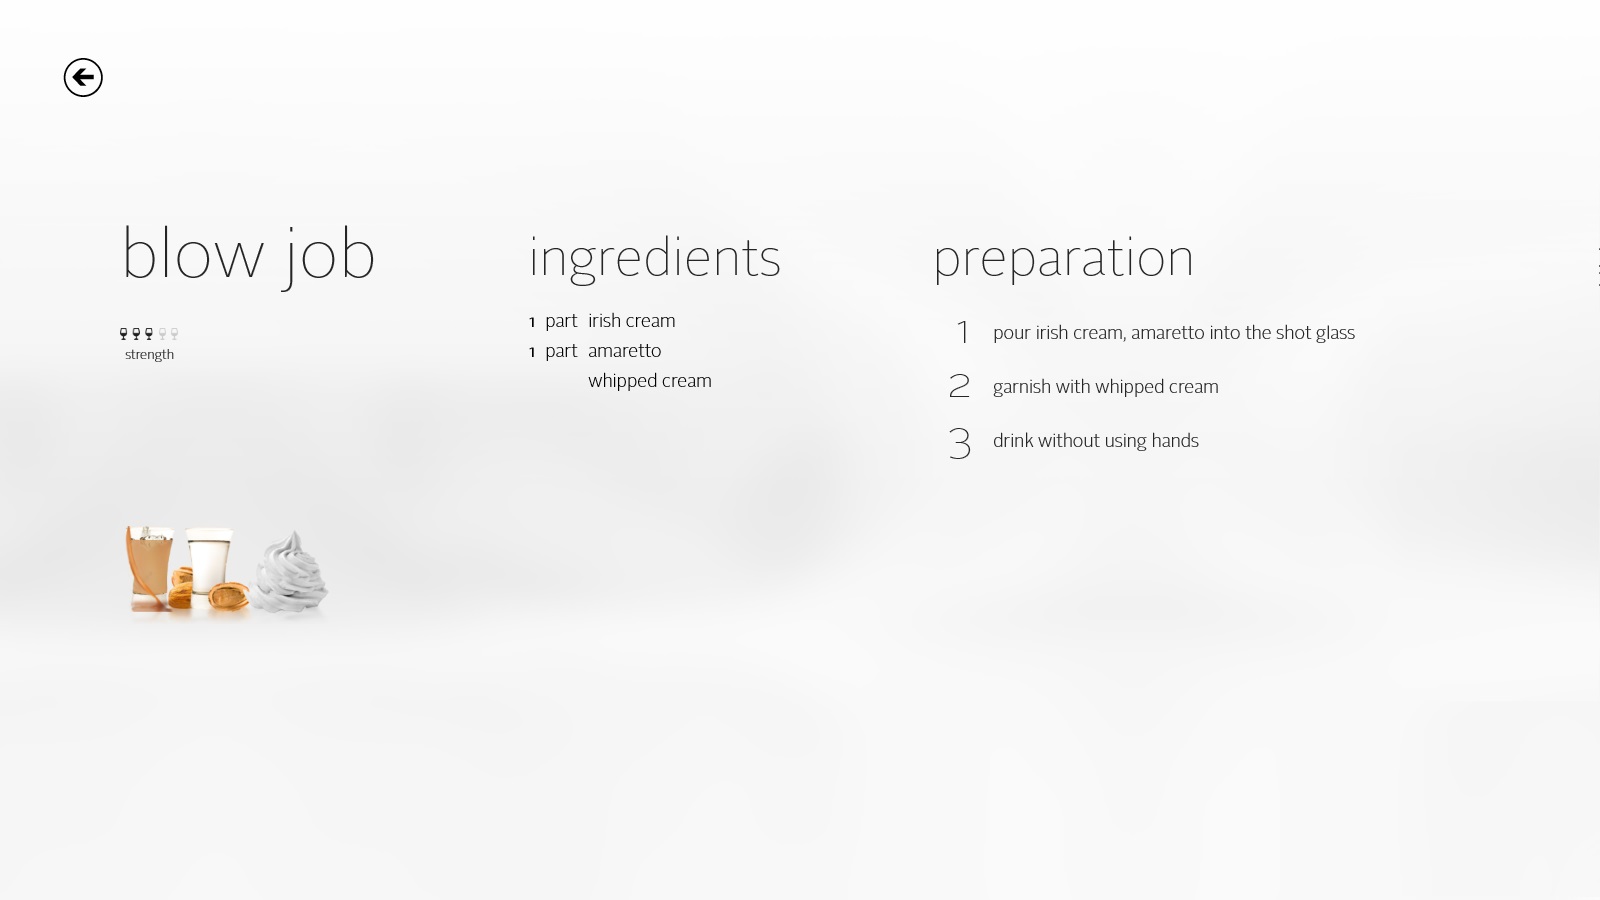 blow job
strength
ingredients
1 part irish cream
1 part amaretto
whipped cream
preparation
1 pour irish cream, amaretto into the shot glass
2 garnish with whipped cream
3 drink without using hands